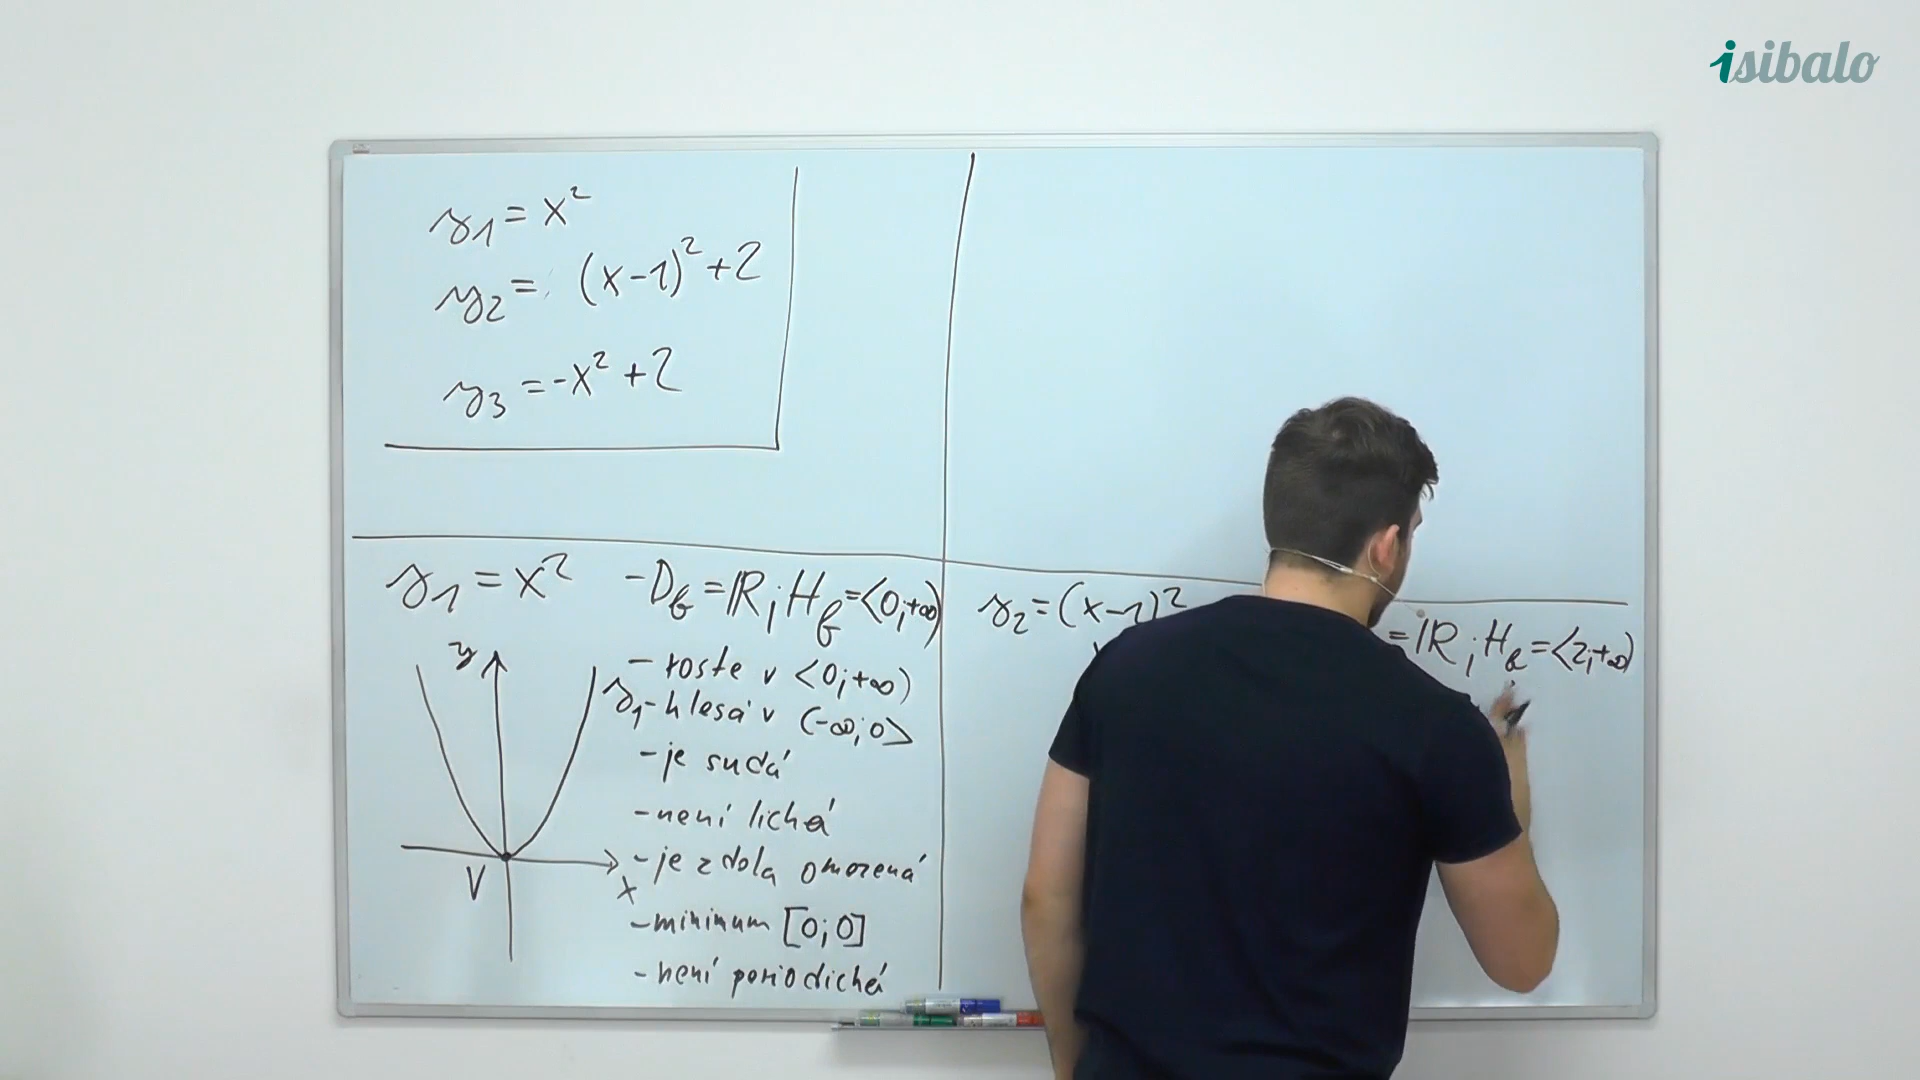 isibalo
y₁ = x²
y₂ = (x-1)² +2
y₃ = -x² +2
y₁ = x²
- Df = ℝ; Hf = <0;+∞)
- roste v <0;+∞)
- klesá v (-∞;0>
- je sudá
- není lichá
- je zdola omezená
- minimum [0;0]
- není periodická
y
y₁
x
V
y₂ = (x-1)²
= ℝ; Hf = <2;+∞)